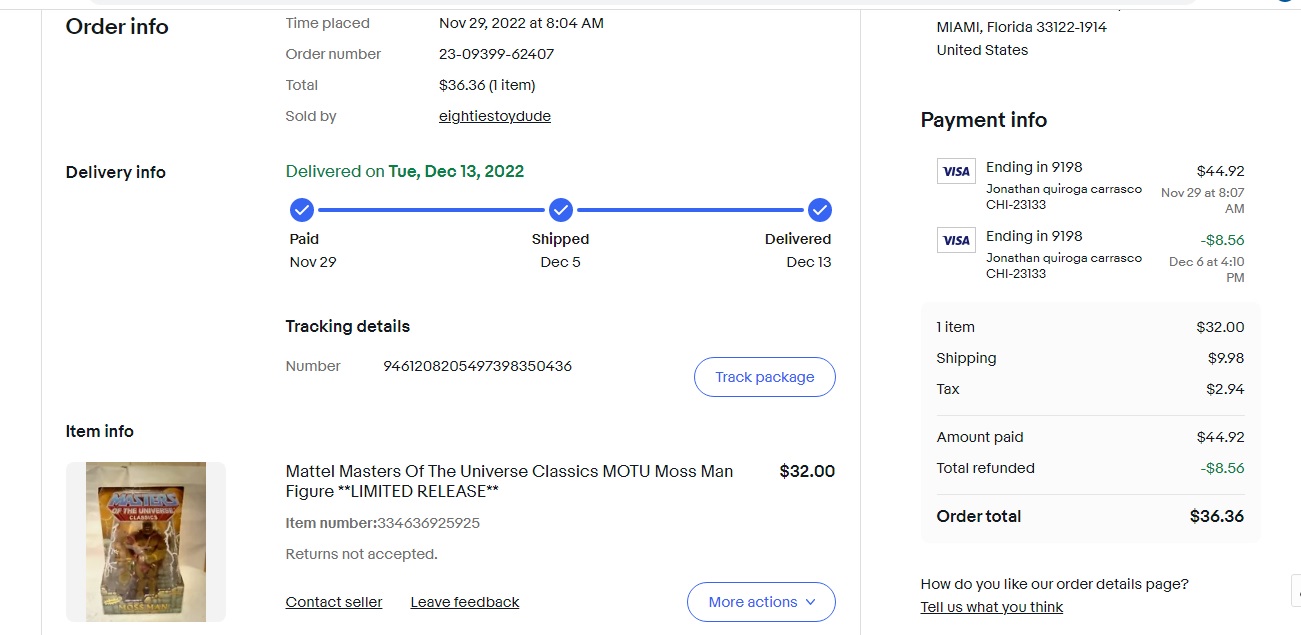 Order info
Time placed Nov 29, 2022 at 8:04 AM
Order number 23-09399-62407
Total $36.36 (1 item)
Sold by eightiestoydude
Delivery info
Delivered on Tue, Dec 13, 2022
Paid Shipped Delivered
Nov 29 Dec 5 Dec 13
Tracking details
Number 9461208205497398350436 Track package
Item info
MASTERS
OF THE UNIVERSE
CLASSICS
MOSS MAN
Mattel Masters Of The Universe Classics MOTU Moss Man $32.00
Figure **LIMITED RELEASE**
Item number:334636925925
Returns not accepted.
Contact seller Leave feedback More actions
MIAMI, Florida 33122-1914
United States
Payment info
VISA Ending in 9198 $44.92
Jonathan quiroga carrasco Nov 29 at 8:07
CHI-23133 AM
VISA Ending in 9198 -$8.56
Jonathan quiroga carrasco Dec 6 at 4:10
CHI-23133 PM
1 item $32.00
Shipping $9.98
Tax $2.94
Amount paid $44.92
Total refunded -$8.56
Order total $36.36
How do you like our order details page?
Tell us what you think